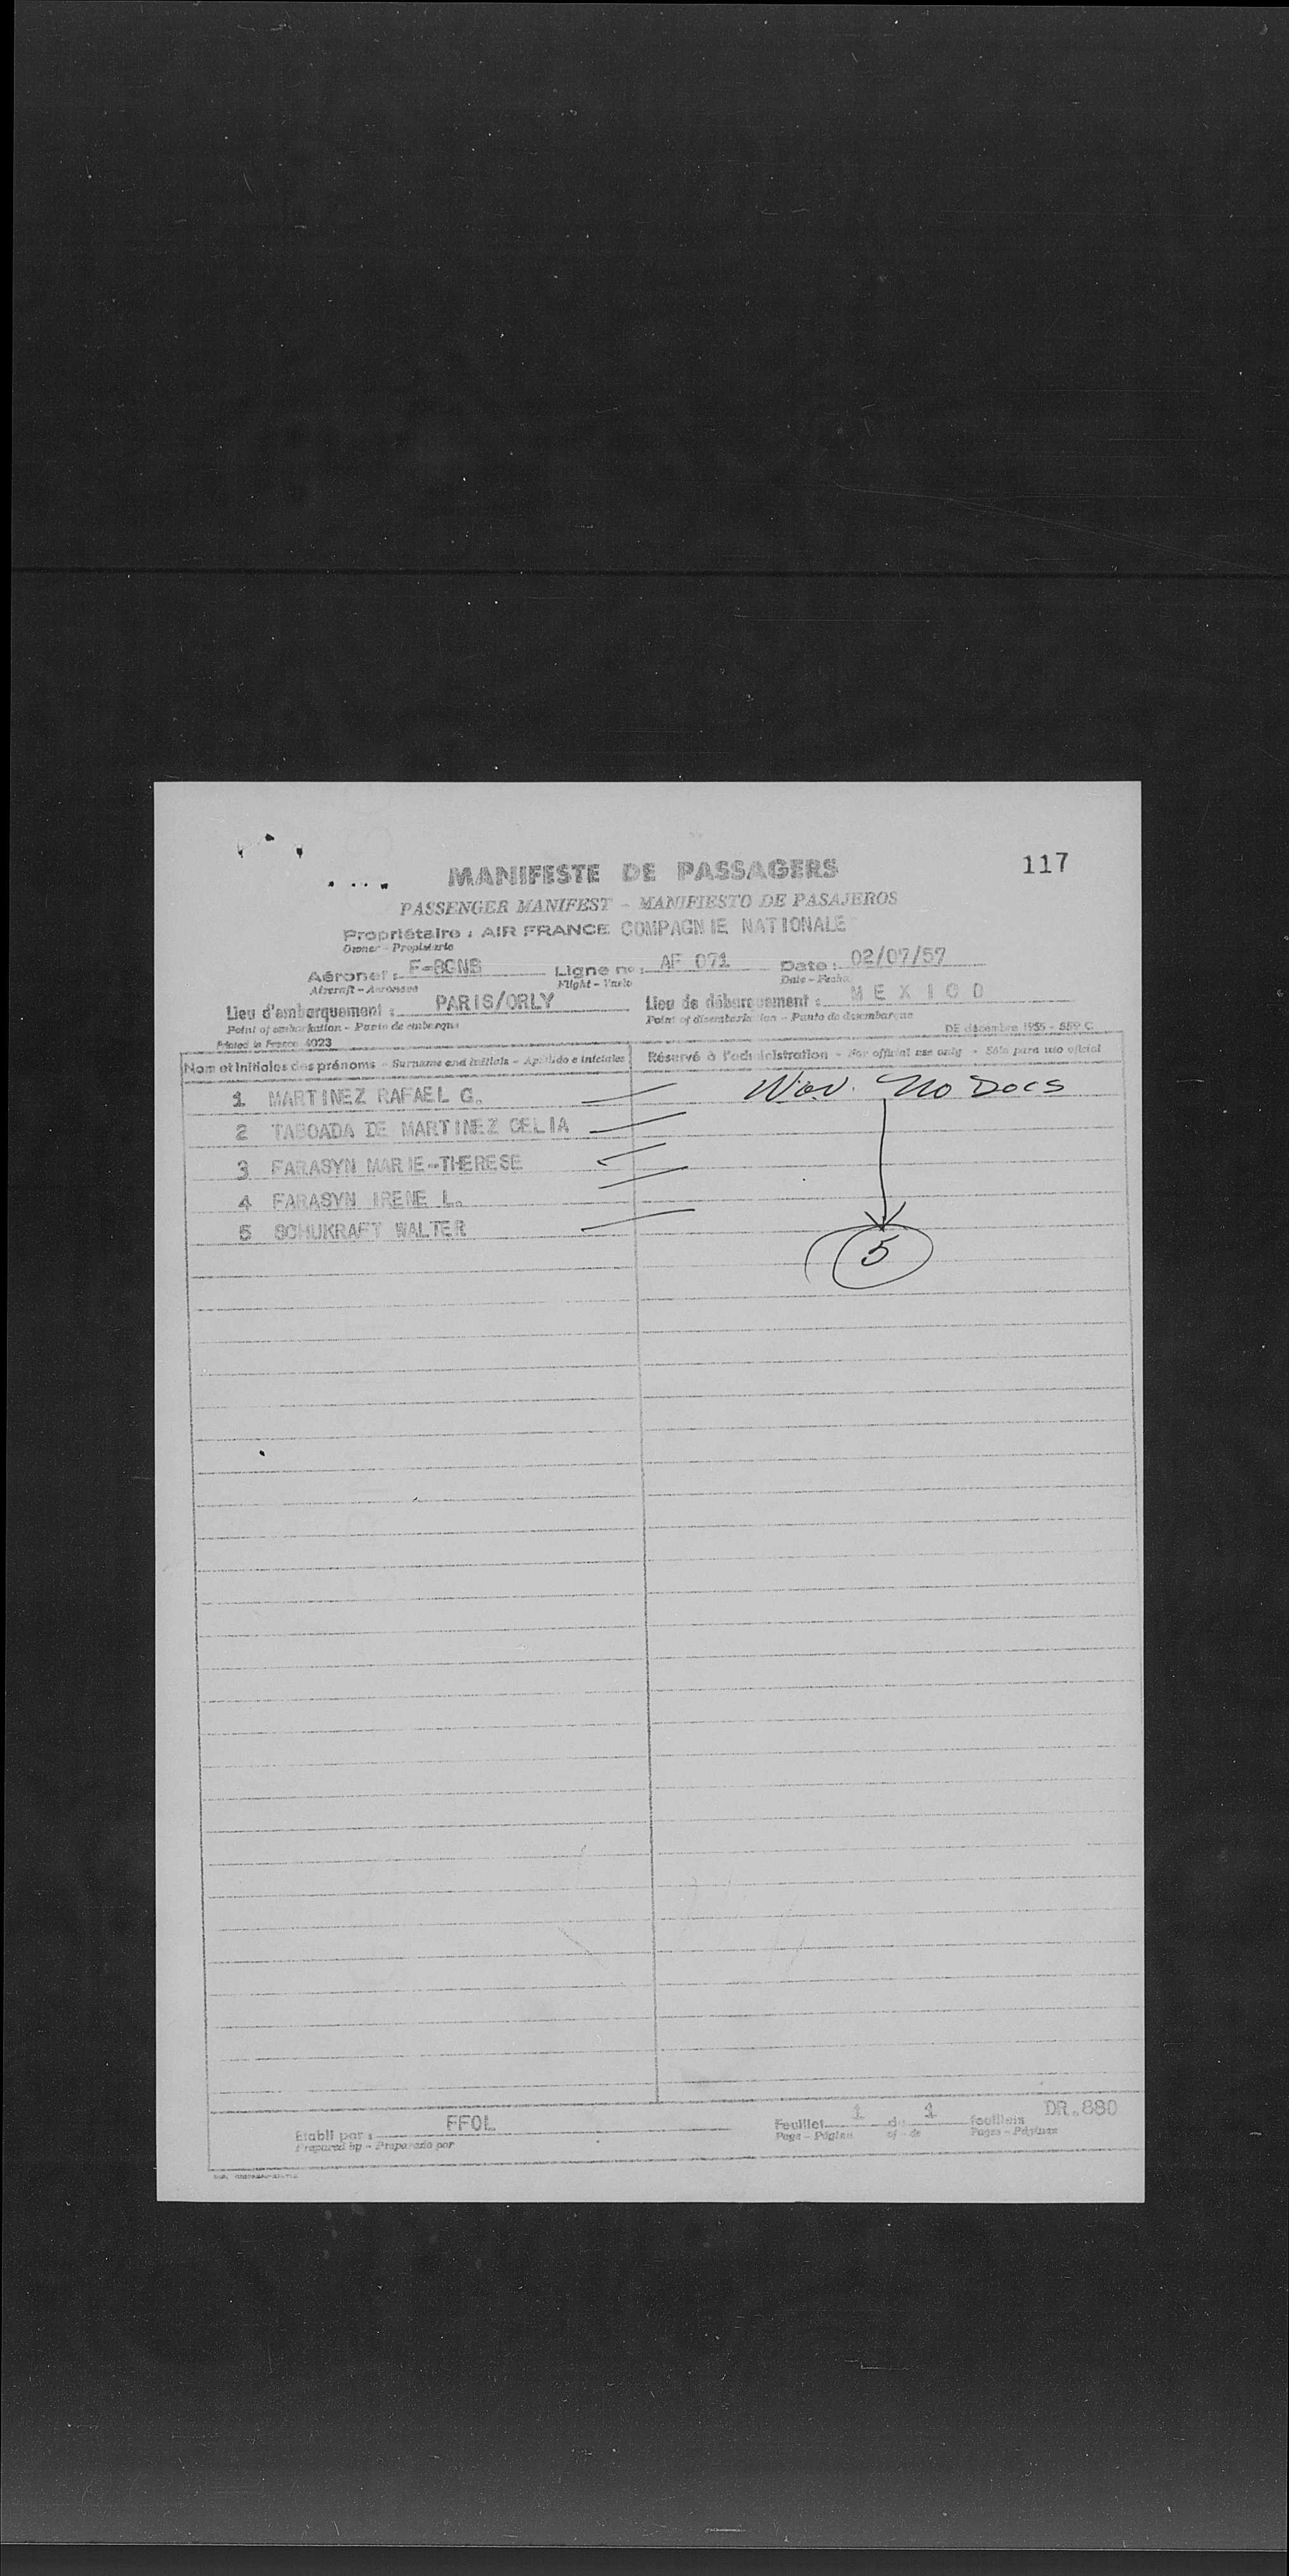 117
MANIFESTE DE PASSAGERS
PASSENGER MANIFEST - MANIFIESTO DE PASAJEROS
Propriétaire : AIR FRANCE COMPAGNIE NATIONALE
Owner - Propietario
Aéronef : F-BGNB Ligne n° : AF 071 Date : 02/07/57
Aircraft - Aeronave Flight - Vuelo Date - Fecha
Lieu d'embarquement : PARIS/ORLY Lieu de débarquement : MEXICO
Point of embarkation - Punto de embarque Point of disembarkation - Punto de desembarque
Printed in France 4023 DE décembre 1955 - 559 C.
Nom et initiales des prénoms - Surname and initials - Apellido e iniciales Réservé à l'administration - For official use only - Sólo para uso oficial
1 MARTINEZ RAFAEL G. No Docs
2 TABOADA DE MARTINEZ CELIA
3 FARASYN MARIE-THERESE
4 FARASYN IRENE L.
5 SCHUKRAFT WALTER
5
Etabli par : FFOL Feuillet 1 de 1 feuillets DR.880
Prepared by - Preparado por Page - Página of - de Pages - Páginas